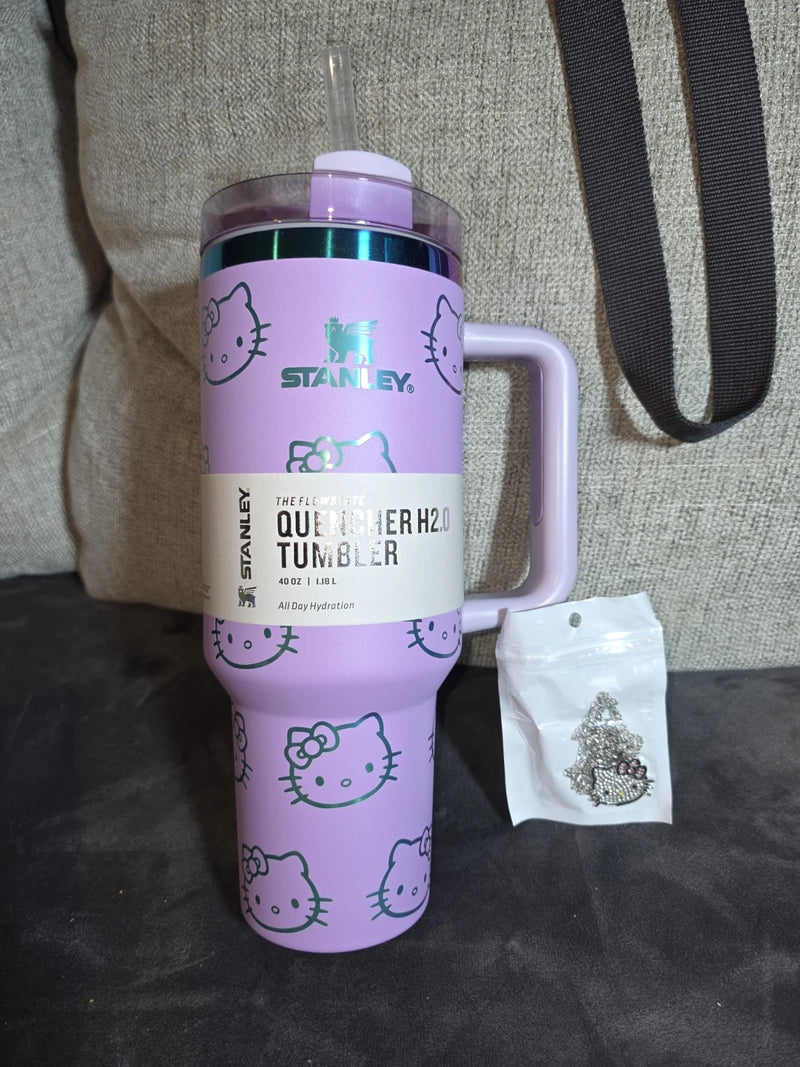 STANLEY®
STANLEY
THE FLOWSTATE
QUENCHER H2.0
TUMBLER
40 OZ | 1.18 L
All Day Hydration